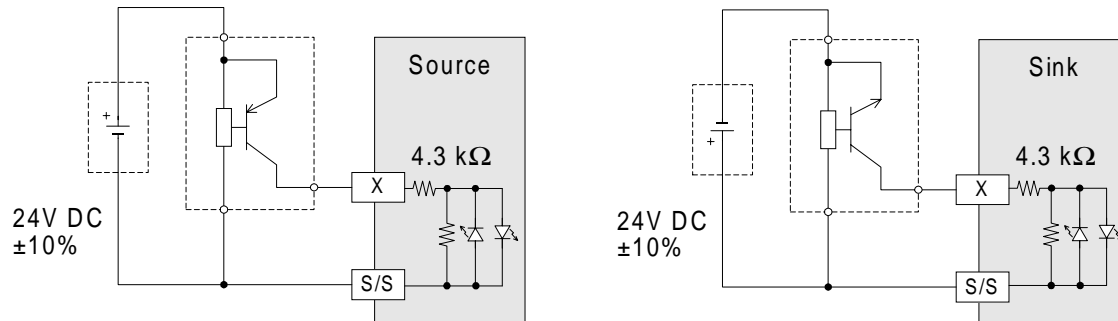 Source
+
4.3 kΩ
X
24V DC
±10%
S/S
Sink
+
4.3 kΩ
X
24V DC
±10%
S/S